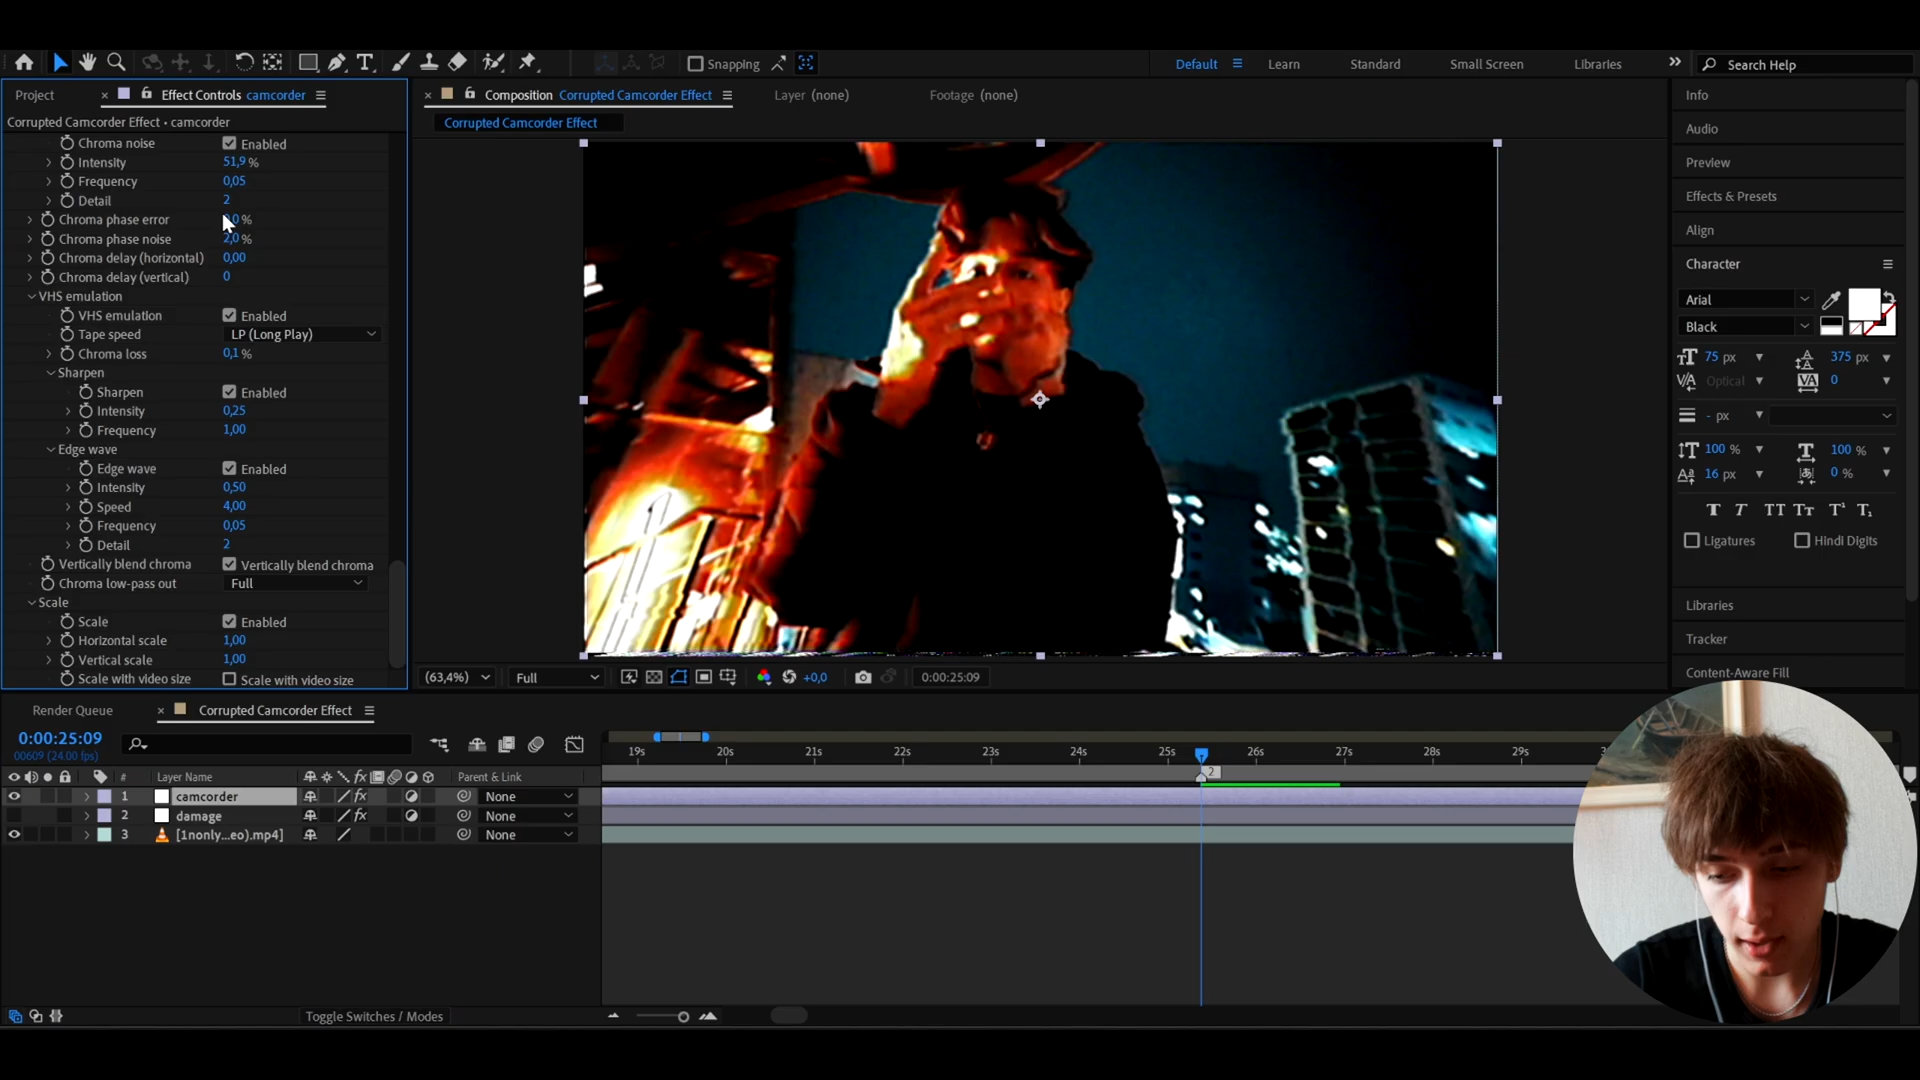 Snapping
Default
Learn
Standard
Small Screen
Libraries
Search Help
Project
Effect Controls camcorder
Composition Corrupted Camcorder Effect
Layer (none)
Footage (none)
Corrupted Camcorder Effect • camcorder
Corrupted Camcorder Effect
Chroma noise Enabled
Intensity 51,9 %
Frequency 0,05
Detail 2
Chroma phase error %
Chroma phase noise 2,0 %
Chroma delay (horizontal) 0,00
Chroma delay (vertical) 0
VHS emulation
VHS emulation Enabled
Tape speed LP (Long Play)
Chroma loss 0,1 %
Sharpen
Sharpen Enabled
Intensity 0,25
Frequency 1,00
Edge wave
Edge wave Enabled
Intensity 0,50
Speed 4,00
Frequency 0,05
Detail 2
Vertically blend chroma Vertically blend chroma
Chroma low-pass out Full
Scale
Scale Enabled
Horizontal scale 1,00
Vertical scale 1,00
Scale with video size Scale with video size
(63,4%) Full +0,0 0:00:25:09
Info
Audio
Preview
Effects & Presets
Align
Character
Arial
Black
75 px 375 px
Optical 0
- px
100 % 100 %
16 px 0 %
Ligatures Hindi Digits
Libraries
Tracker
Content-Aware Fill
Render Queue
Corrupted Camcorder Effect
0:00:25:09
00609 (24.00 fps)
19s 20s 21s 22s 23s 24s 25s 26s 27s 28s 29s
2
# Layer Name Parent & Link
1 camcorder None
2 damage None
3 [1nonly...eo).mp4] None
Toggle Switches / Modes